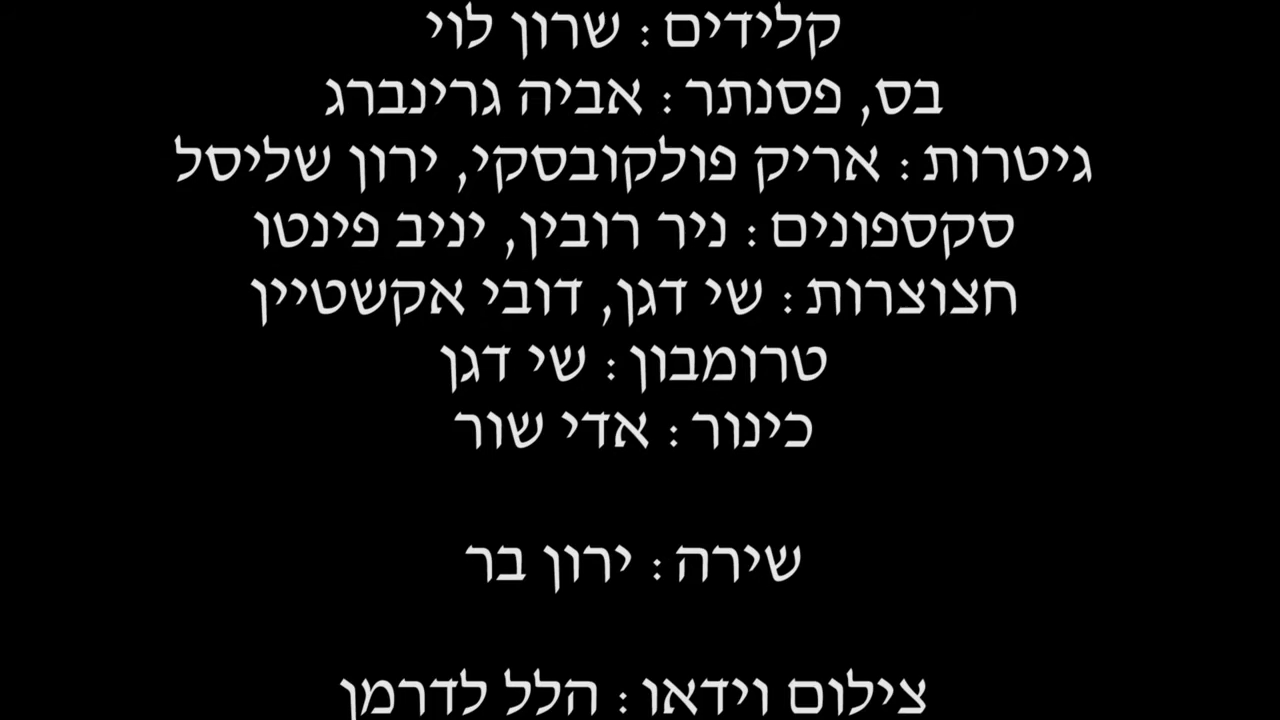 קלידים : שרון לוי
בס, פסנתר : אביה גרינברג
גיטרות : אריק פולקובסקי, ירון שליסל
סקספונים : ניר רובין, יניב פינטו
חצוצרות : שי דגן, דובי אקשטיין
טרומבון : שי דגן
כינור : אדי שור
שירה : ירון בר
צילום וידאו : הלל לדרמן